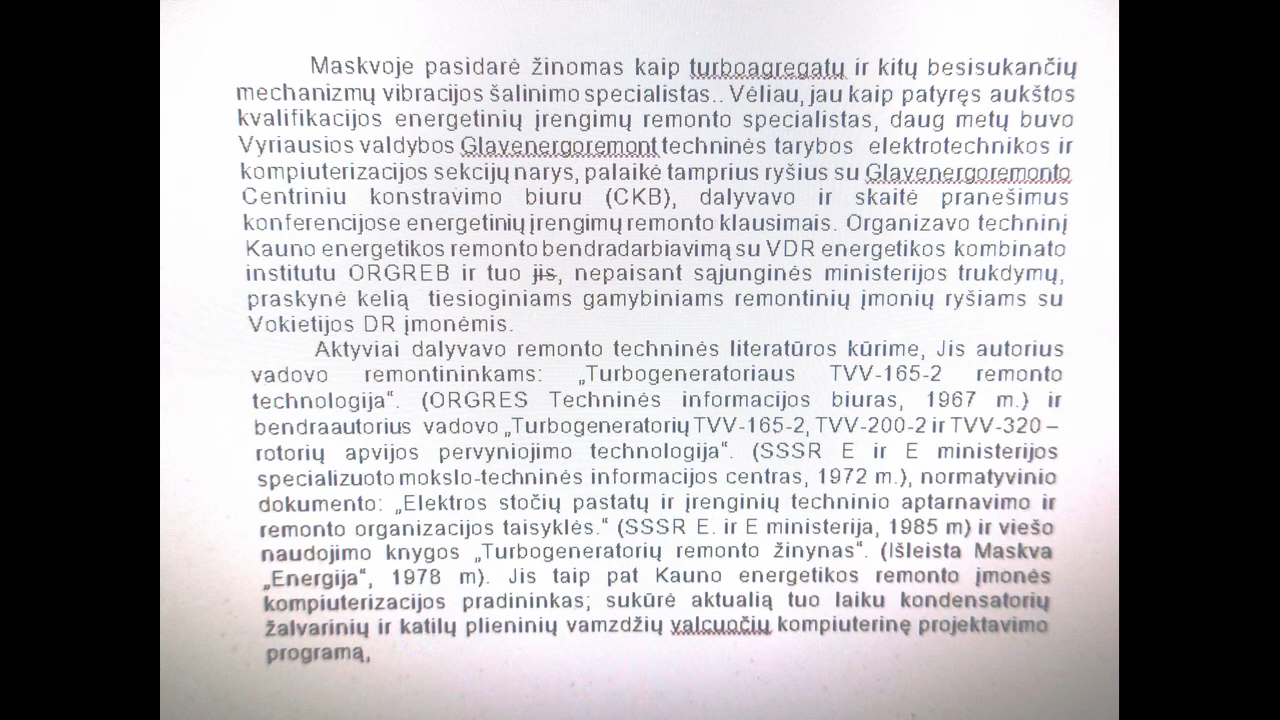 Maskvoje pasidarė žinomas kaip turboagregatų ir kitų besisukančių
mechanizmų vibracijos šalinimo specialistas.. Vėliau, jau kaip patyręs aukštos
kvalifikacijos energetinių įrengimų remonto specialistas, daug metų buvo
Vyriausios valdybos Glavenergoremont techninės tarybos elektrotechnikos ir
kompiuterizacijos sekcijų narys, palaikė tamprius ryšius su Glavenergoremonto
Centriniu konstravimo biuru (CKB), dalyvavo ir skaitė pranešimus
konferencijose energetinių įrengimų remonto klausimais. Organizavo techninį
Kauno energetikos remonto bendradarbiavimą su VDR energetikos kombinato
institutu ORGREB ir tuo jis, nepaisant sąjunginės ministerijos trukdymų,
praskynė kelią tiesioginiams gamybiniams remontinių įmonių ryšiams su
Vokietijos DR įmonėmis.
Aktyviai dalyvavo remonto techninės literatūros kūrime, Jis autorius
vadovo remontininkams: „Turbogeneratoriaus TVV-165-2 remonto
technologija“. (ORGRES Techninės informacijos biuras, 1967 m.) ir
bendraautorius vadovo „Turbogeneratorių TVV-165-2, TVV-200-2 ir TVV-320 –
rotorių apvijos pervyniojimo technologija“. (SSSR E ir E ministerijos
specializuoto mokslo-techninės informacijos centras, 1972 m.), normatyvinio
dokumento: „Elektros stočių pastatų ir įrenginių techninio aptarnavimo ir
remonto organizacijos taisyklės.“ (SSSR E. ir E ministerija, 1985 m) ir viešo
naudojimo knygos „Turbogeneratorių remonto žinynas“. (Išleista Maskva
„Energija“, 1978 m). Jis taip pat Kauno energetikos remonto įmonės
kompiuterizacijos pradininkas; sukūrė aktualią tuo laiku kondensatorių
žalvarinių ir katilų plieninių vamzdžių valcuočių kompiuterinę projektavimo
programą,